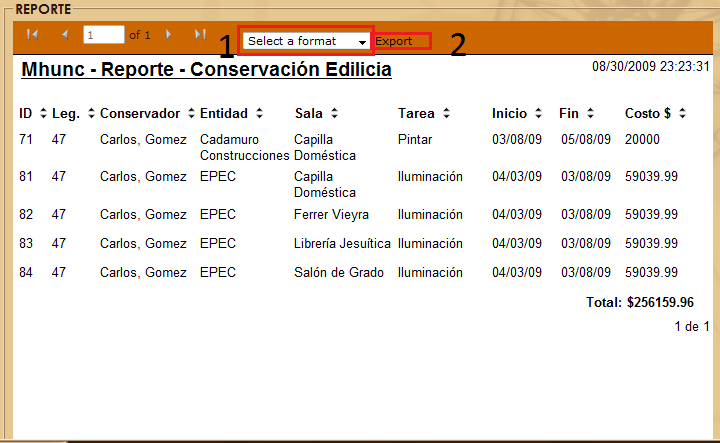 REPORTE
1 of 1 1 Select a format Export 2
Mhunc - Reporte - Conservación Edilicia 08/30/2009 23:23:31
ID Leg. Conservador Entidad Sala Tarea Inicio Fin Costo $
71 47 Carlos, Gomez Cadamuro Capilla Pintar 03/08/09 05/08/09 20000
Construcciones Doméstica
81 47 Carlos, Gomez EPEC Capilla Iluminación 04/03/09 03/08/09 59039.99
Doméstica
82 47 Carlos, Gomez EPEC Ferrer Vieyra Iluminación 04/03/09 03/08/09 59039.99
83 47 Carlos, Gomez EPEC Librería Jesuítica Iluminación 04/03/09 03/08/09 59039.99
84 47 Carlos, Gomez EPEC Salón de Grado Iluminación 04/03/09 03/08/09 59039.99
Total: $256159.96
1 de 1